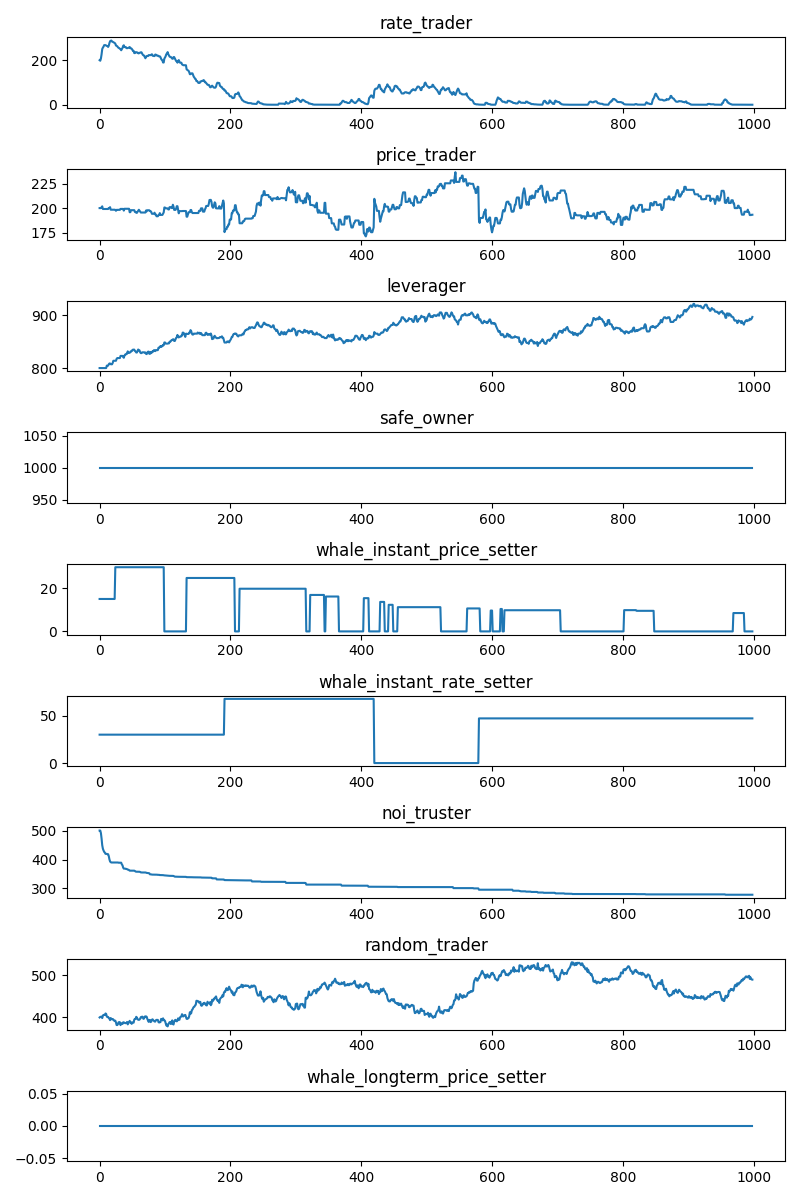 rate_trader
200
0
0 200 400 600 800 1000
price_trader
225
200
175
0 200 400 600 800 1000
leverager
900
800
0 200 400 600 800 1000
safe_owner
1050
1000
950
0 200 400 600 800 1000
whale_instant_price_setter
20
0
0 200 400 600 800 1000
whale_instant_rate_setter
50
0
0 200 400 600 800 1000
noi_truster
500
400
300
0 200 400 600 800 1000
random_trader
500
400
0 200 400 600 800 1000
whale_longterm_price_setter
0.05
0.00
−0.05
0 200 400 600 800 1000